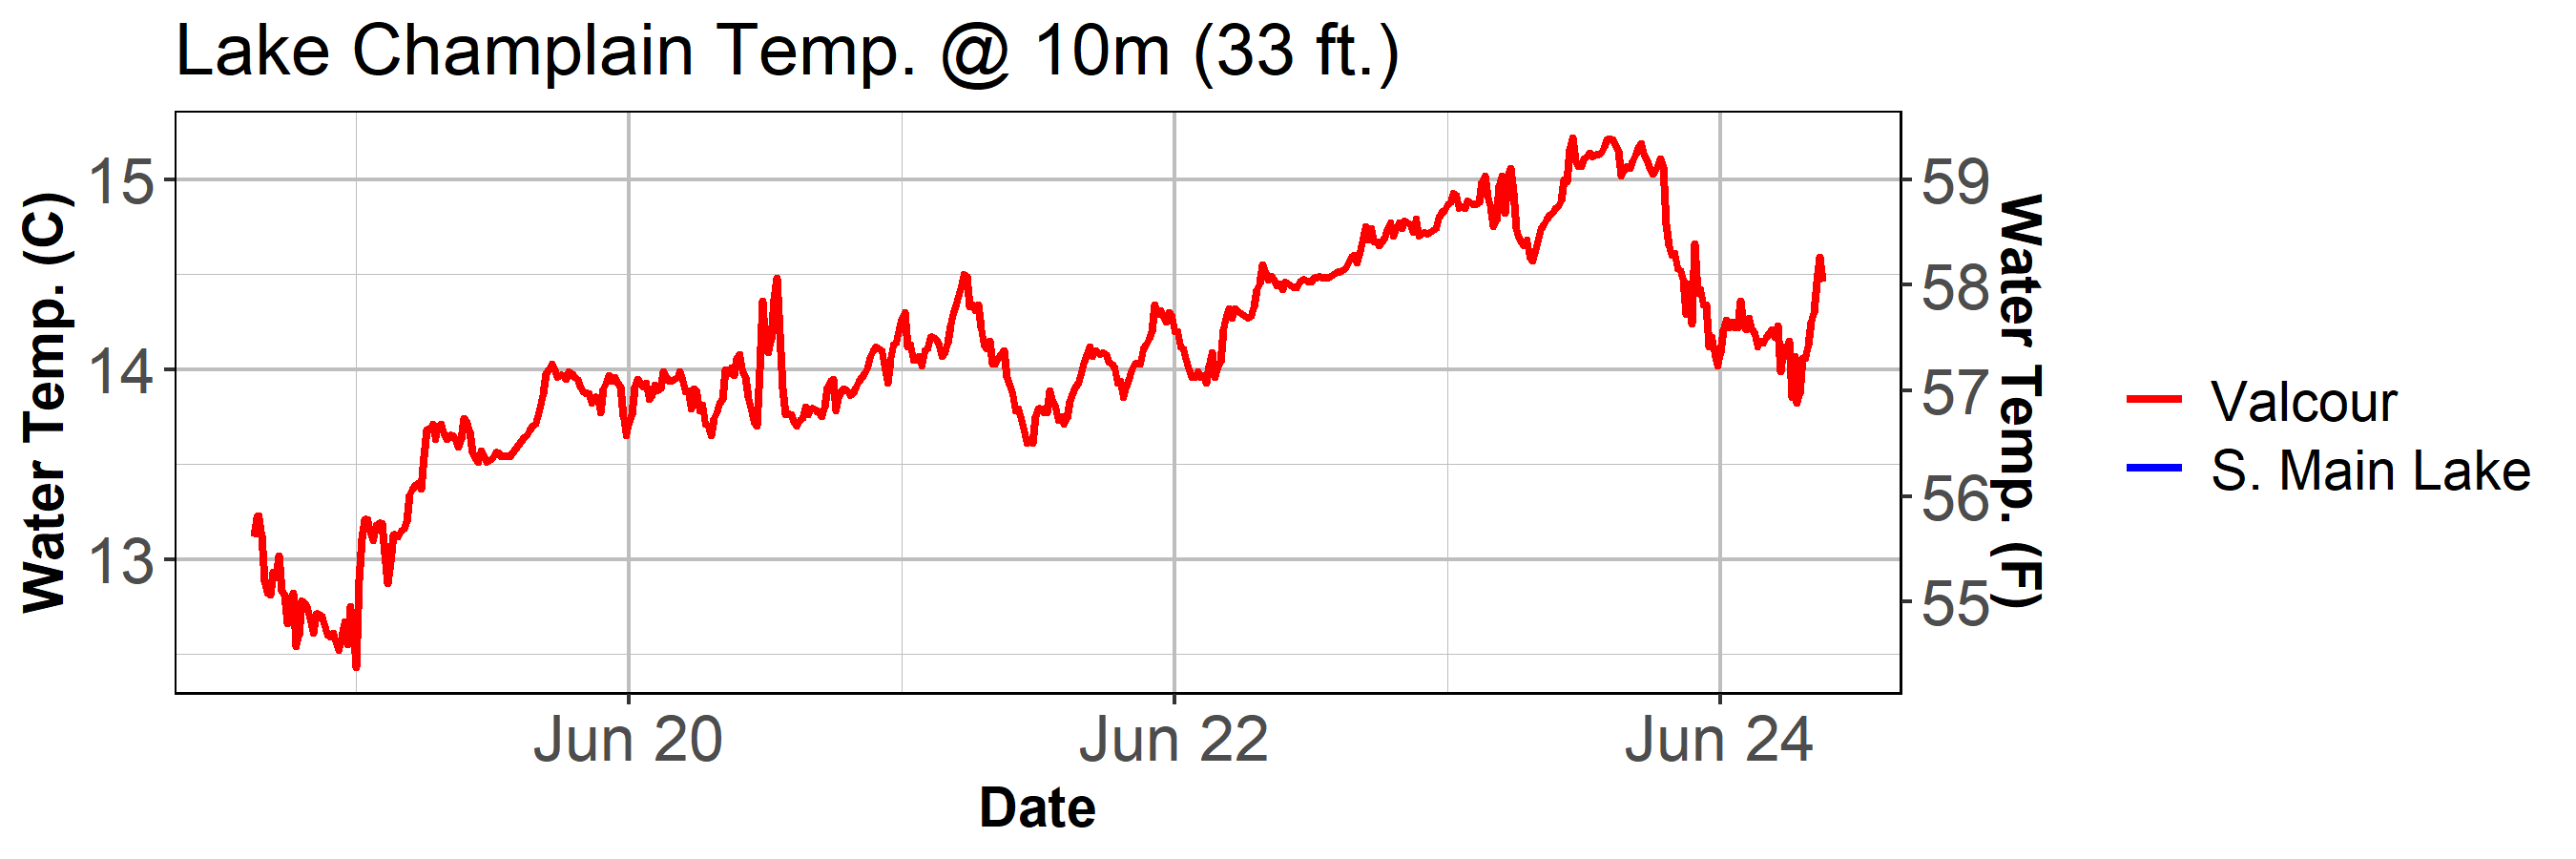 Lake Champlain Temp. @ 10m (33 ft.)
Water Temp. (C)
15
14
13
59
58
57
56
55
Water Temp. (F)
Jun 20
Jun 22
Jun 24
Date
Valcour
S. Main Lake